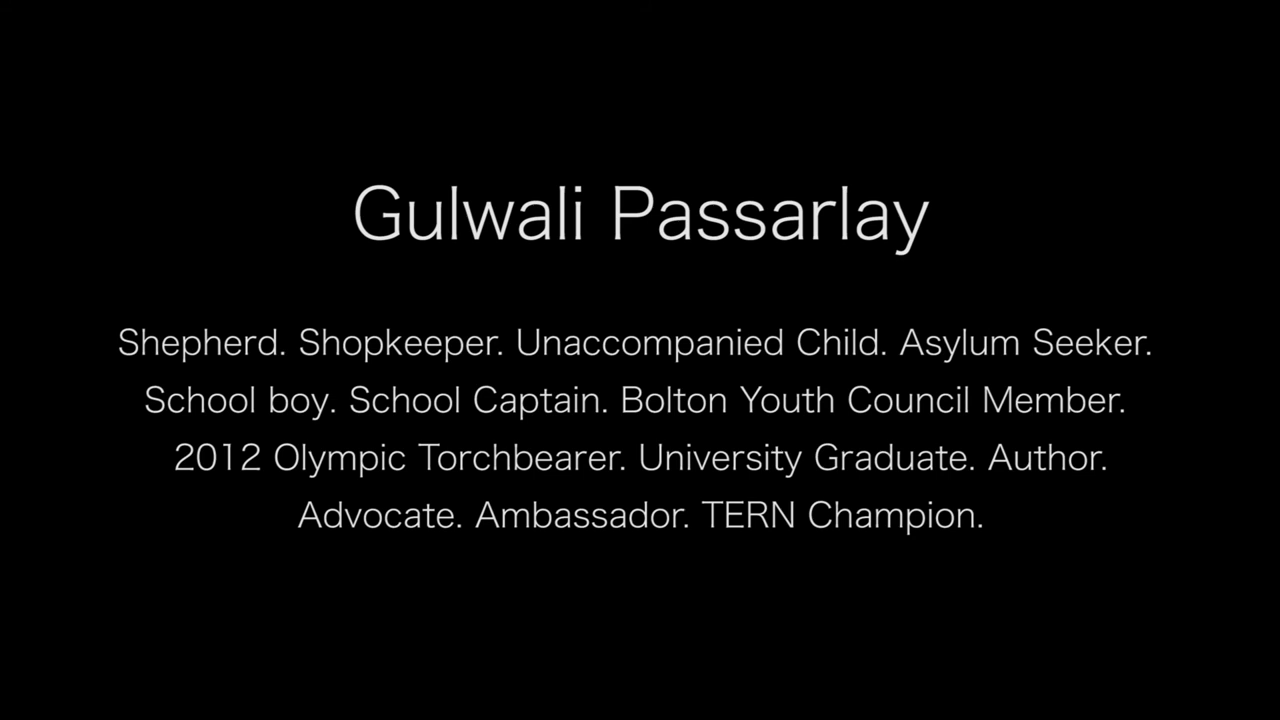 Gulwali Passarlay
Shepherd. Shopkeeper. Unaccompanied Child. Asylum Seeker.
School boy. School Captain. Bolton Youth Council Member.
2012 Olympic Torchbearer. University Graduate. Author.
Advocate. Ambassador. TERN Champion.